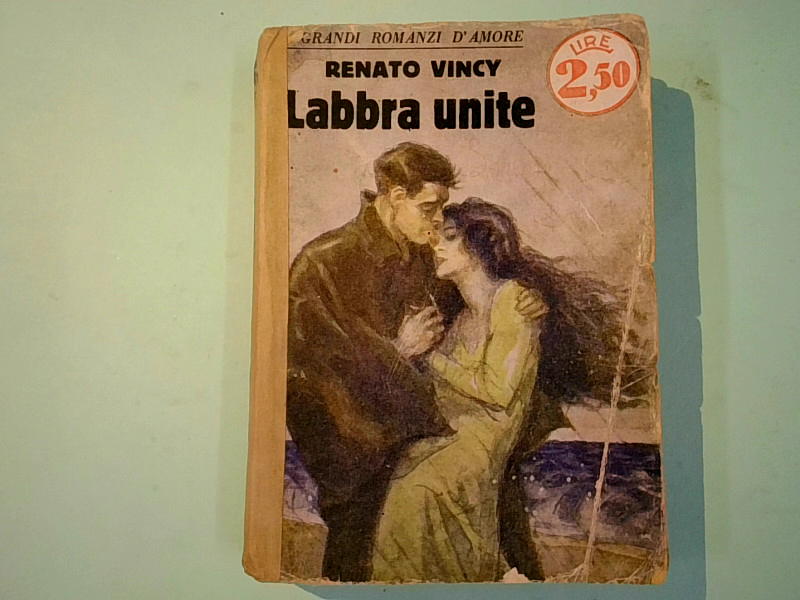 GRANDI ROMANZI D'AMORE
RENATO VINCY
Labbra unite
LIRE
2,50